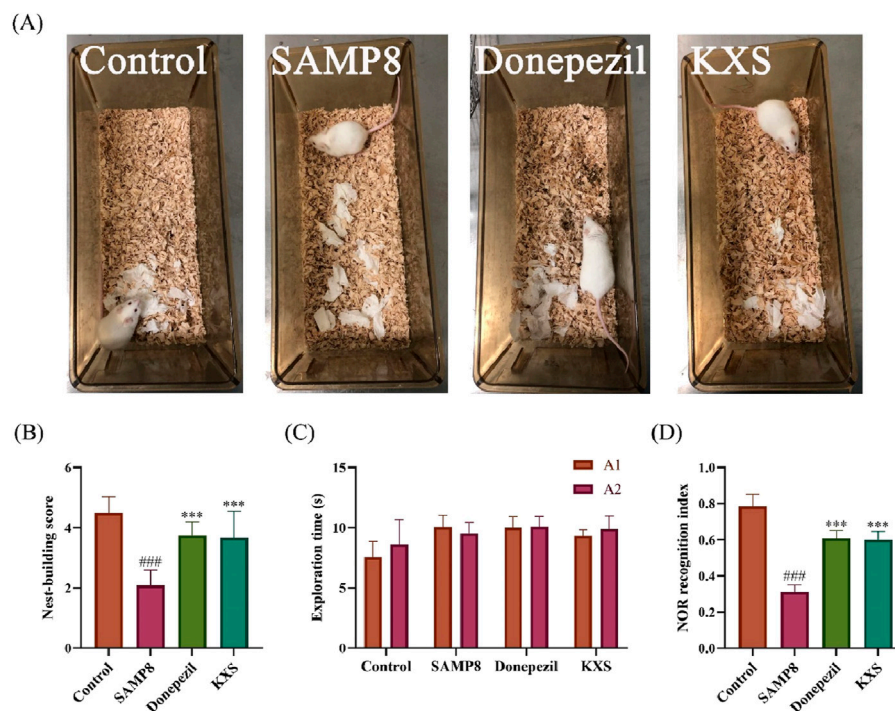 (A)
Control SAMP8 Donepezil KXS
(B) (C) (D)
Nest-building score
6
4
2
0
###
***
***
Control
SAMP8
Donepezil
KXS
Exploration time (s)
15
10
5
0
A1
A2
Control SAMP8 Donepezil KXS
NOR recognition index
1.0
0.8
0.6
0.4
0.2
0.0
###
***
***
Control
SAMP8
Donepezil
KXS